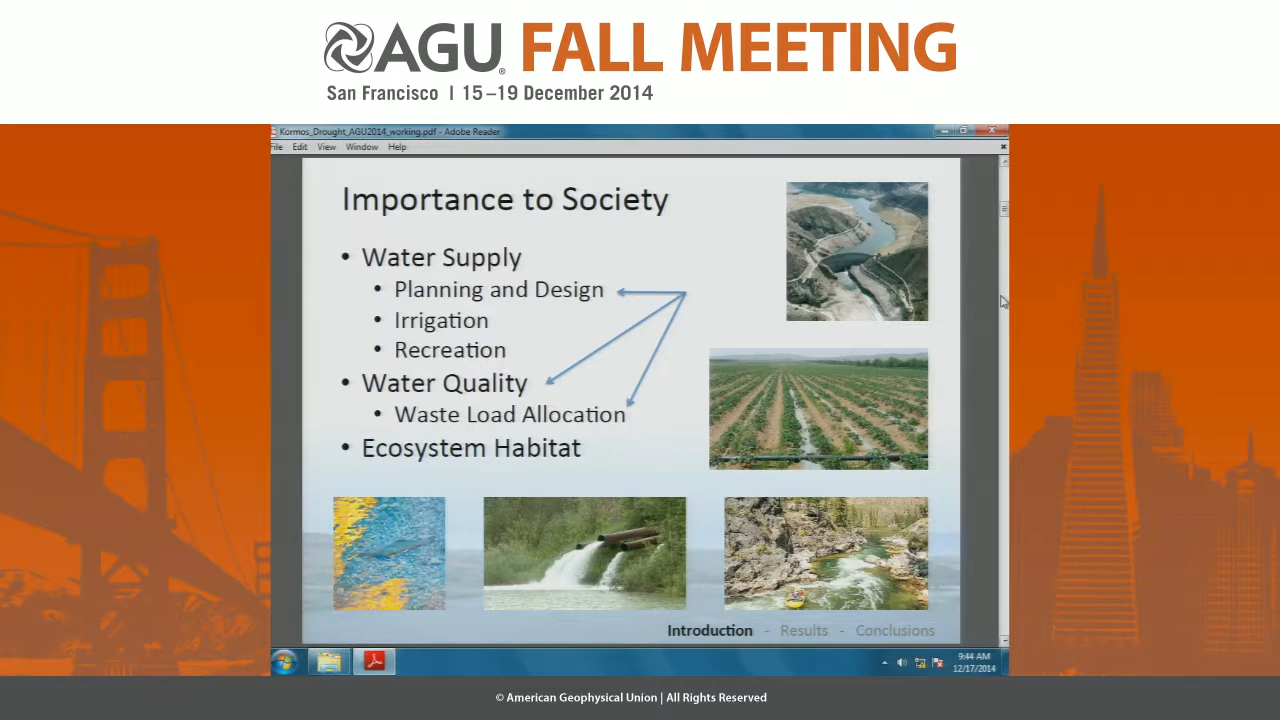 AGU® FALL MEETING
San Francisco | 15–19 December 2014
Kormos_Drought_AGU2014_working.pdf - Adobe Reader
File Edit View Window Help
Importance to Society
• Water Supply
• Planning and Design
• Irrigation
• Recreation
• Water Quality
• Waste Load Allocation
• Ecosystem Habitat
Introduction - Results - Conclusions
9:44 AM
12/17/2014
© American Geophysical Union | All Rights Reserved